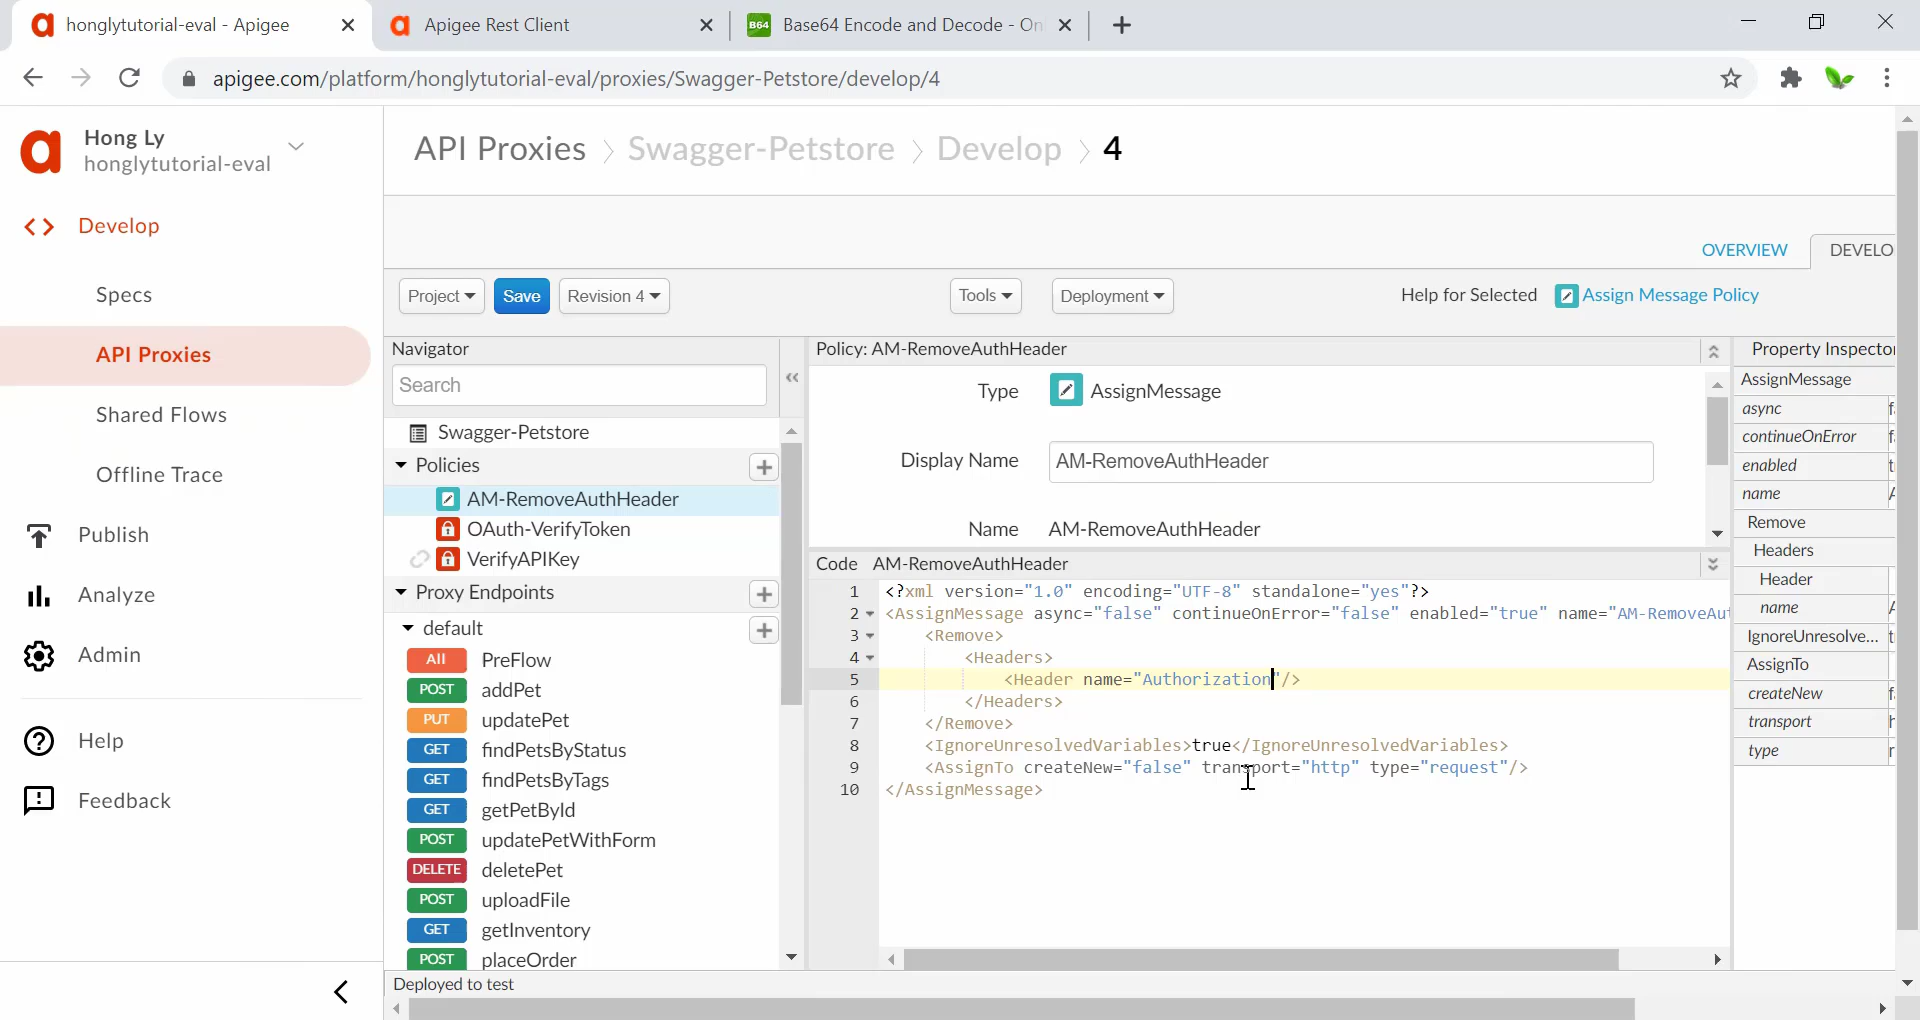 honglytutorial-eval - Apigee
Apigee Rest Client
B64 Base64 Encode and Decode - On
apigee.com/platform/honglytutorial-eval/proxies/Swagger-Petstore/develop/4
Hong Ly
honglytutorial-eval
Develop
Specs
API Proxies
Shared Flows
Offline Trace
Publish
Analyze
Admin
Help
Feedback
API Proxies > Swagger-Petstore > Develop > 4
OVERVIEW
DEVELO
Project
Save
Revision 4
Tools
Deployment
Help for Selected
Assign Message Policy
Navigator
Search
Swagger-Petstore
Policies
AM-RemoveAuthHeader
OAuth-VerifyToken
VerifyAPIKey
Proxy Endpoints
default
All PreFlow
POST addPet
PUT updatePet
GET findPetsByStatus
GET findPetsByTags
GET getPetById
POST updatePetWithForm
DELETE deletePet
POST uploadFile
GET getInventory
POST placeOrder
Policy: AM-RemoveAuthHeader
Type AssignMessage
Display Name AM-RemoveAuthHeader
Name AM-RemoveAuthHeader
Code AM-RemoveAuthHeader
1 <?xml version="1.0" encoding="UTF-8" standalone="yes"?>
2 <AssignMessage async="false" continueOnError="false" enabled="true" name="AM-RemoveAut
3 <Remove>
4 <Headers>
5 <Header name="Authorization"/>
6 </Headers>
7 </Remove>
8 <IgnoreUnresolvedVariables>true</IgnoreUnresolvedVariables>
9 <AssignTo createNew="false" transport="http" type="request"/>
10 </AssignMessage>
Property Inspector
AssignMessage
async f
continueOnError f
enabled t
name A
Remove
Headers
Header
name A
IgnoreUnresolve... t
AssignTo
createNew f
transport h
type r
Deployed to test